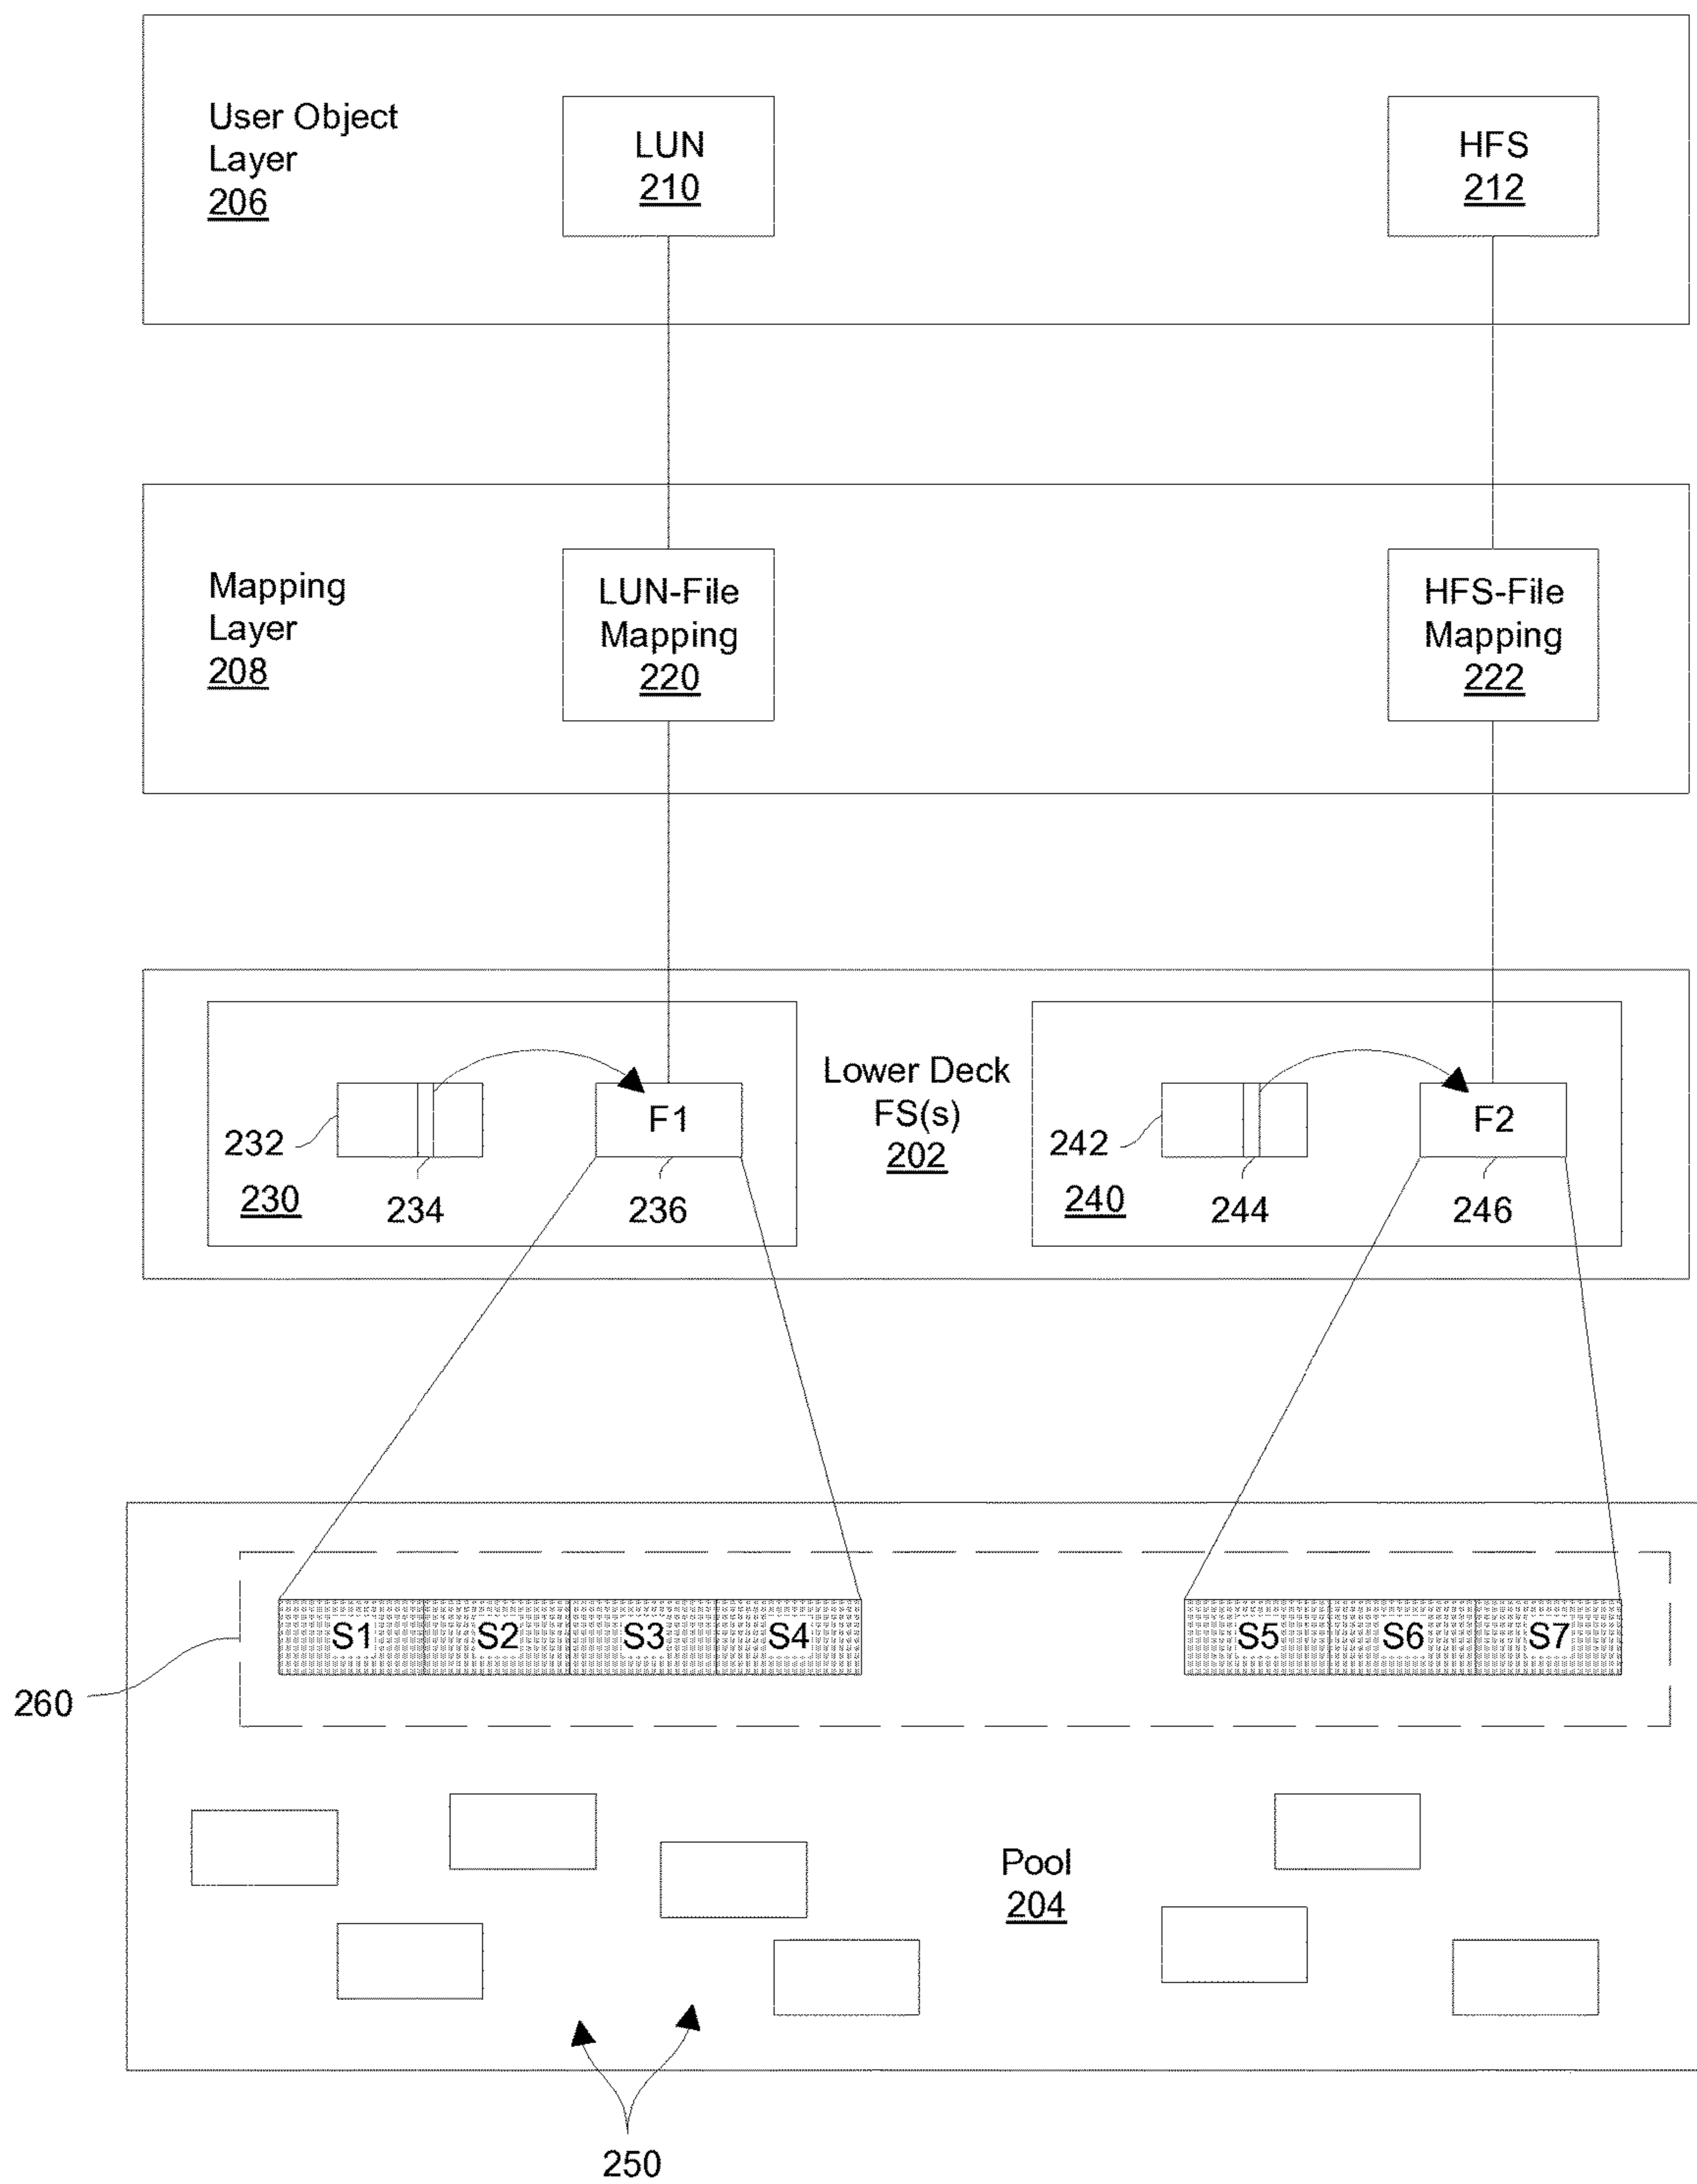 User Object
Layer
206
LUN
210
HFS
212
Mapping
Layer
208
LUN-File
Mapping
220
HFS-File
Mapping
222
F1
232
230
234
236
Lower Deck
FS(s)
202
F2
242
240
244
246
S1
S2
S3
S4
S5
S6
S7
260
Pool
204
250